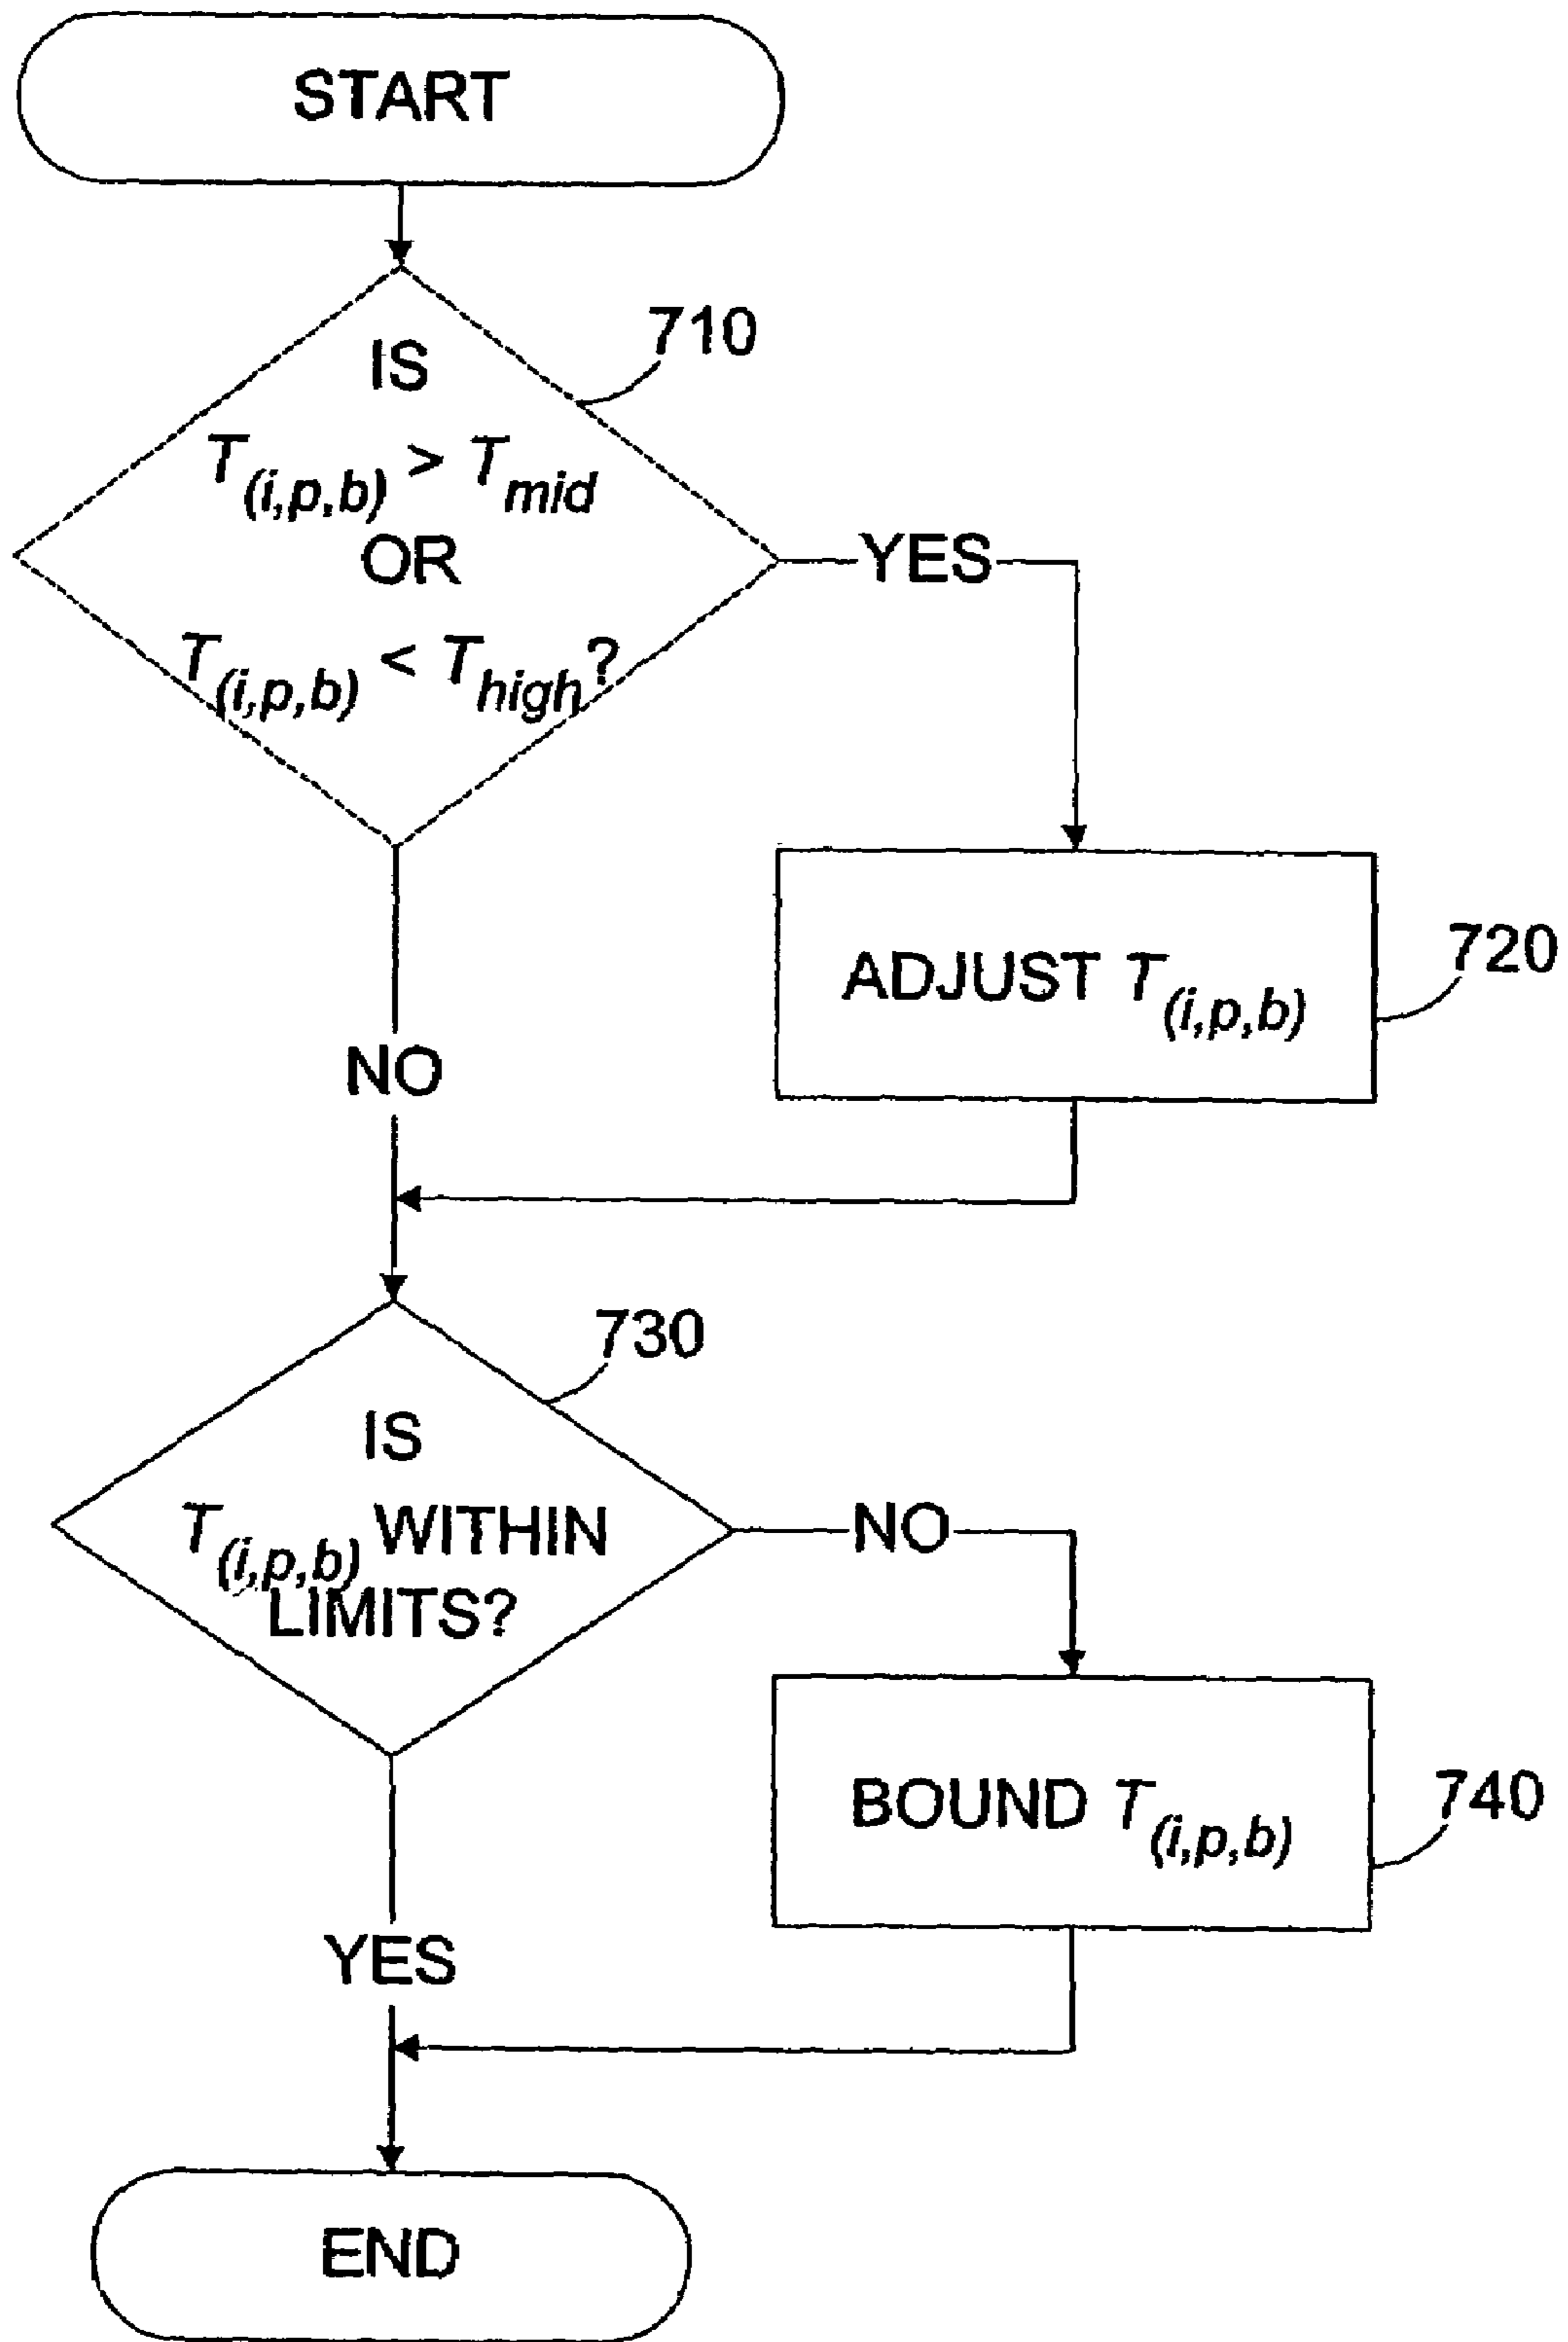 START
710
IS
T(i,p,b) > Tmid
OR
T(i,p,b) < Thigh?
YES
NO
ADJUST T(i,p,b)
720
730
IS
T(i,p,b) WITHIN
LIMITS?
NO
YES
BOUND T(i,p,b)
740
END